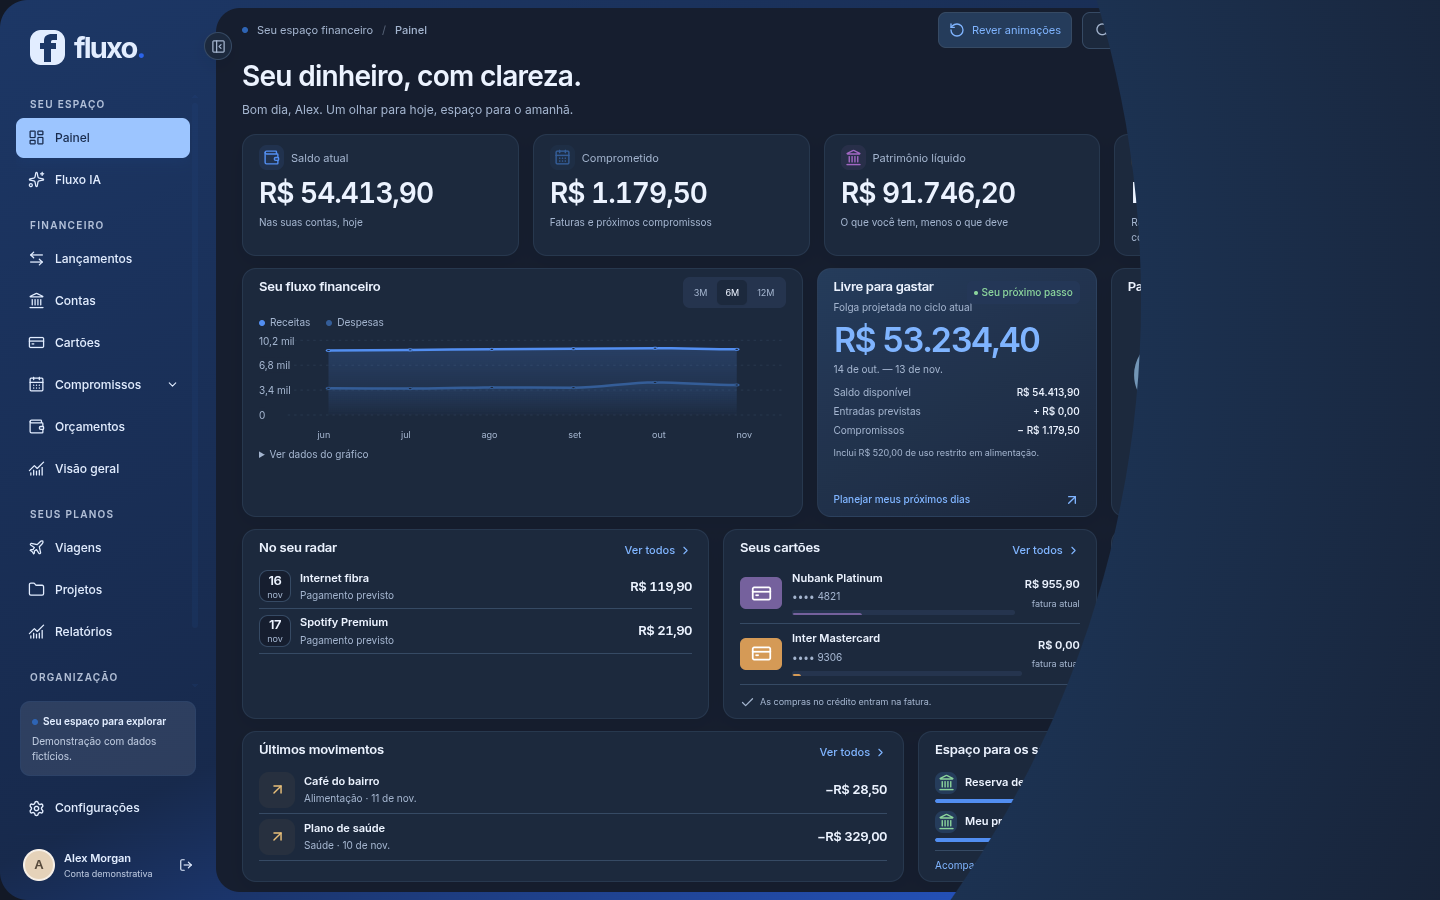 fluxo.
SEU ESPAÇO
Painel
Fluxo IA
FINANCEIRO
Lançamentos
Contas
Cartões
Compromissos
Orçamentos
Visão geral
SEUS PLANOS
Viagens
Projetos
Relatórios
ORGANIZAÇÃO
Seu espaço para explorar
Demonstração com dados
fictícios.
Configurações
A
Alex Morgan
Conta demonstrativa
Seu espaço financeiro / Painel
Rever animações
Seu dinheiro, com clareza.
Bom dia, Alex. Um olhar para hoje, espaço para o amanhã.
Saldo atual
R$ 54.413,90
Nas suas contas, hoje
Comprometido
R$ 1.179,50
Faturas e próximos compromissos
Patrimônio líquido
R$ 91.746,20
O que você tem, menos o que deve
Seu fluxo financeiro
3M 6M 12M
Receitas Despesas
10,2 mil
6,8 mil
3,4 mil
0
jun jul ago set out nov
Ver dados do gráfico
Livre para gastar
• Seu próximo passo
Folga projetada no ciclo atual
R$ 53.234,40
14 de out. — 13 de nov.
Saldo disponível R$ 54.413,90
Entradas previstas + R$ 0,00
Compromissos − R$ 1.179,50
Inclui R$ 520,00 de uso restrito em alimentação.
Planejar meus próximos dias
No seu radar
Ver todos
16 nov
Internet fibra
Pagamento previsto
R$ 119,90
17 nov
Spotify Premium
Pagamento previsto
R$ 21,90
Seus cartões
Ver todos
Nubank Platinum
•••• 4821
R$ 955,90
fatura atual
Inter Mastercard
•••• 9306
R$ 0,00
As compras no crédito entram na fatura.
Últimos movimentos
Ver todos
Café do bairro
Alimentação · 11 de nov.
−R$ 28,50
Plano de saúde
Saúde · 10 de nov.
−R$ 329,00
Espaço para os
Reserva
Meu